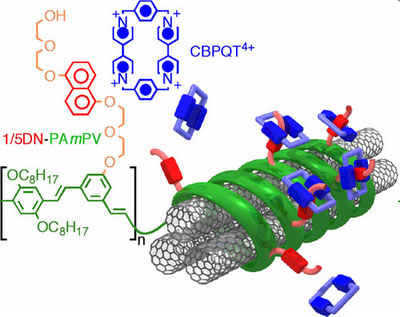 OH
O
O
O
O
O
O
N
+
N
+
N
+
N
+
CBPQT4+
1/5DN-PAmPV
OC8H17
OC8H17
n